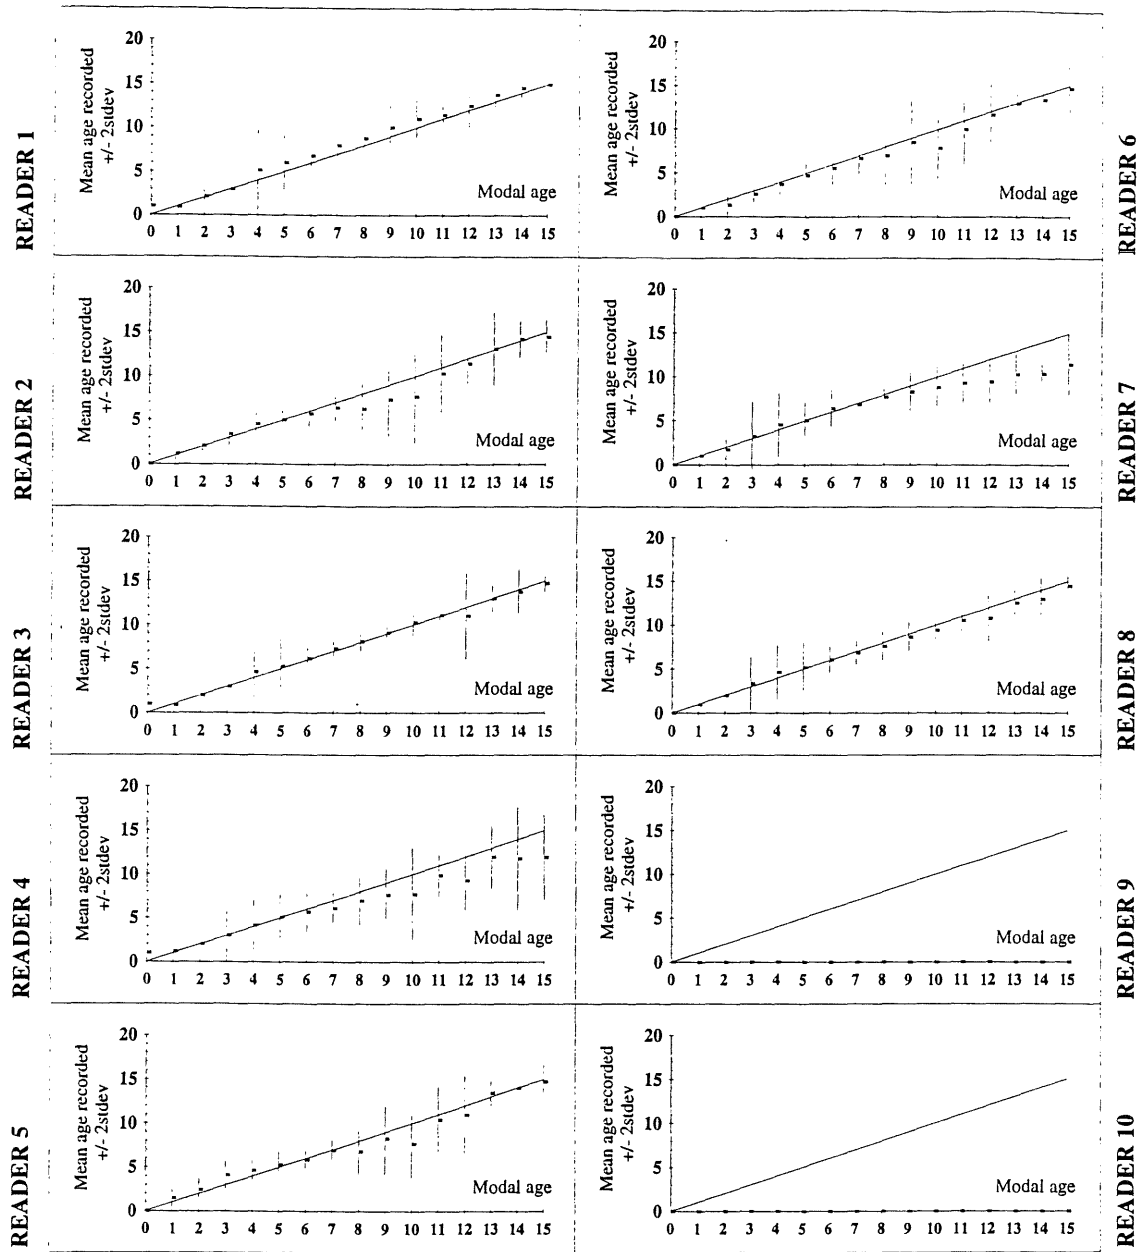 READER 1
Mean age recorded
+/- 2stdev
20
15
10
5
0
Modal age
0 1 2 3 4 5 6 7 8 9 10 11 12 13 14 15
READER 6
Mean age recorded
+/- 2stdev
20
15
10
5
0
Modal age
0 1 2 3 4 5 6 7 8 9 10 11 12 13 14 15
READER 2
Mean age recorded
+/- 2stdev
20
15
10
5
0
Modal age
0 1 2 3 4 5 6 7 8 9 10 11 12 13 14 15
READER 7
Mean age recorded
+/- 2stdev
20
15
10
5
0
Modal age
0 1 2 3 4 5 6 7 8 9 10 11 12 13 14 15
READER 3
Mean age recorded
+/- 2stdev
20
15
10
5
0
Modal age
0 1 2 3 4 5 6 7 8 9 10 11 12 13 14 15
READER 8
Mean age recorded
+/- 2stdev
20
15
10
5
0
Modal age
0 1 2 3 4 5 6 7 8 9 10 11 12 13 14 15
READER 4
Mean age recorded
+/- 2stdev
20
15
10
5
0
Modal age
0 1 2 3 4 5 6 7 8 9 10 11 12 13 14 15
READER 9
Mean age recorded
+/- 2stdev
20
15
10
5
0
Modal age
0 1 2 3 4 5 6 7 8 9 10 11 12 13 14 15
READER 5
Mean age recorded
+/- 2stdev
20
15
10
5
0
Modal age
0 1 2 3 4 5 6 7 8 9 10 11 12 13 14 15
READER 10
Mean age recorded
+/- 2stdev
20
15
10
5
0
Modal age
0 1 2 3 4 5 6 7 8 9 10 11 12 13 14 15